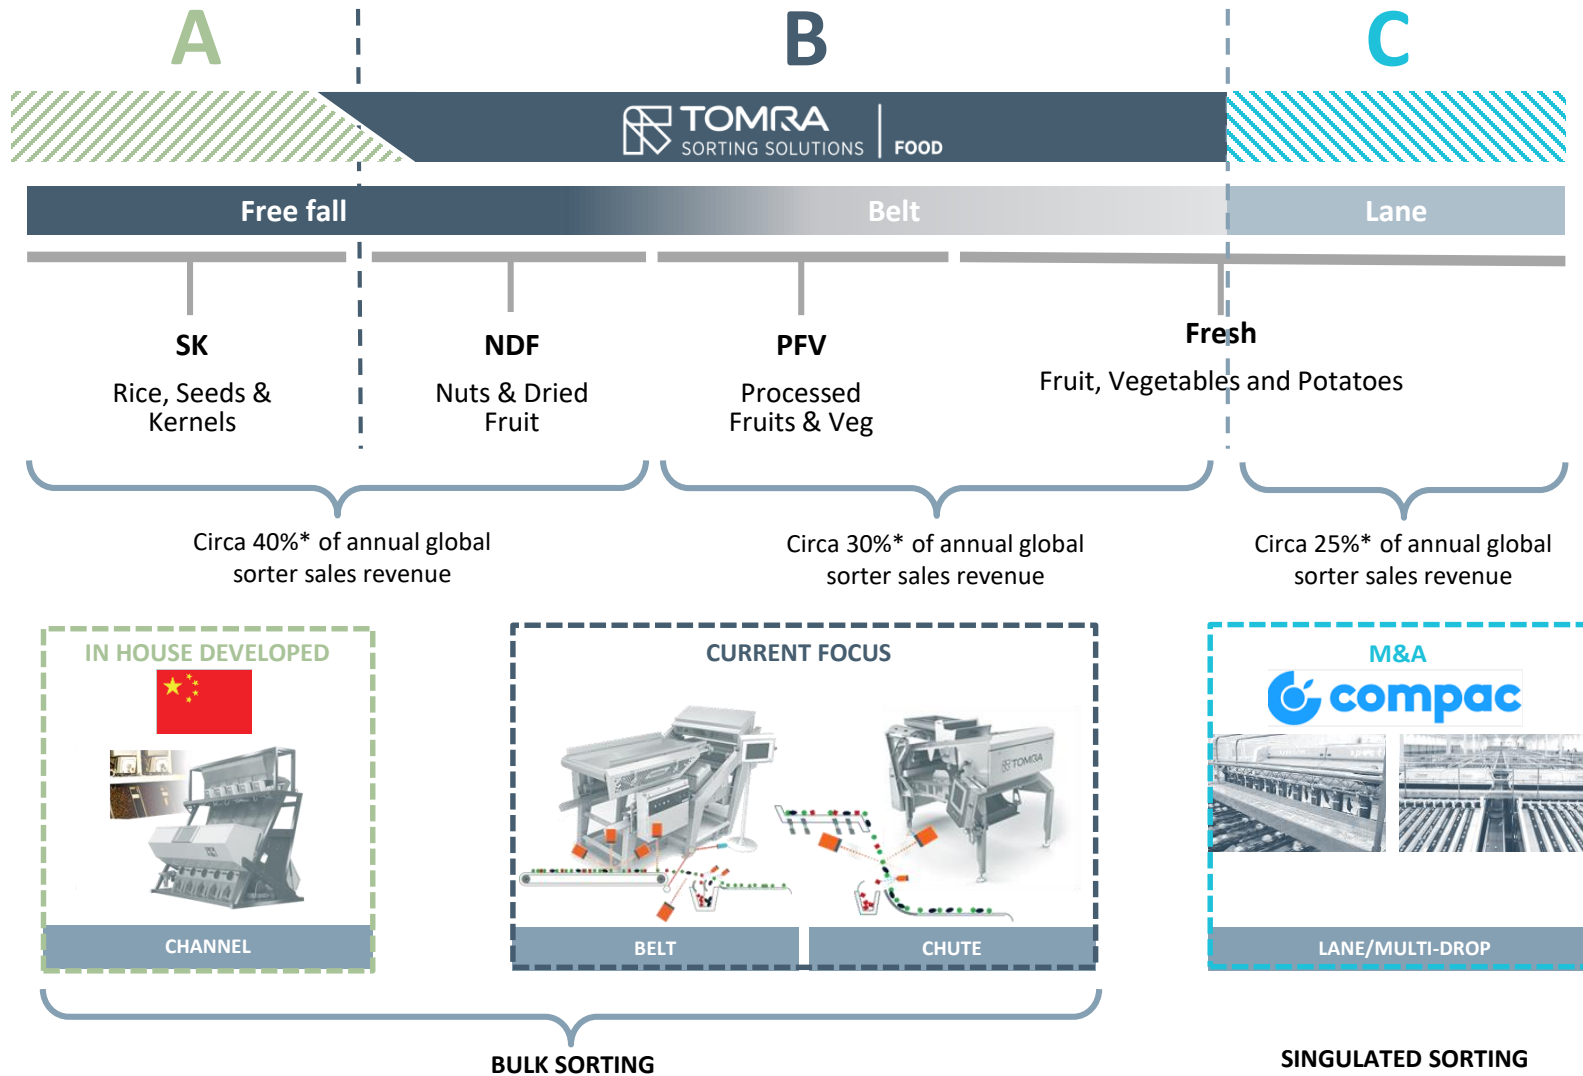 A
B
C
TOMRA
SORTING SOLUTIONS
FOOD
Free fall
Belt
Lane
SK
NDF
PFV
Fresh
Rice, Seeds &
Kernels
Nuts & Dried
Fruit
Processed
Fruits & Veg
Fruit, Vegetables and Potatoes
Circa 40%* of annual global
sorter sales revenue
Circa 30%* of annual global
sorter sales revenue
Circa 25%* of annual global
sorter sales revenue
IN HOUSE DEVELOPED
CURRENT FOCUS
M&A
compac
TOMRA
CHANNEL
BELT
CHUTE
LANE/MULTI-DROP
BULK SORTING
SINGULATED SORTING